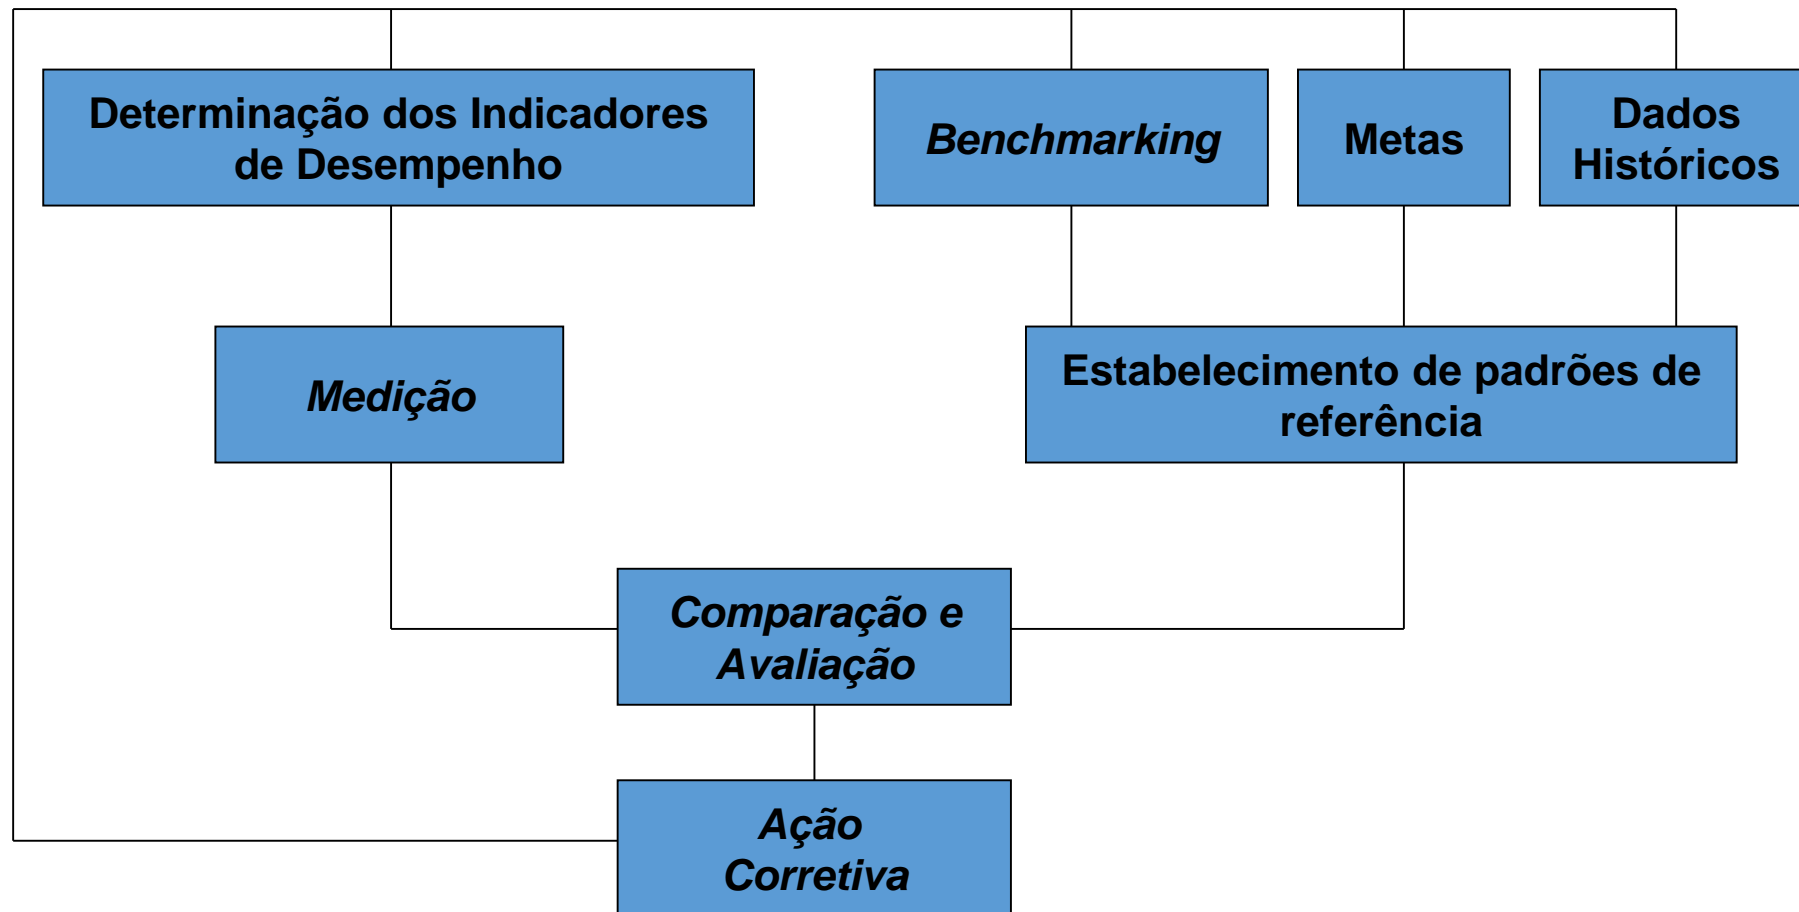 Determinação dos Indicadores
de Desempenho
Benchmarking
Metas
Dados
Históricos
Medição
Estabelecimento de padrões de
referência
Comparação e
Avaliação
Ação
Corretiva